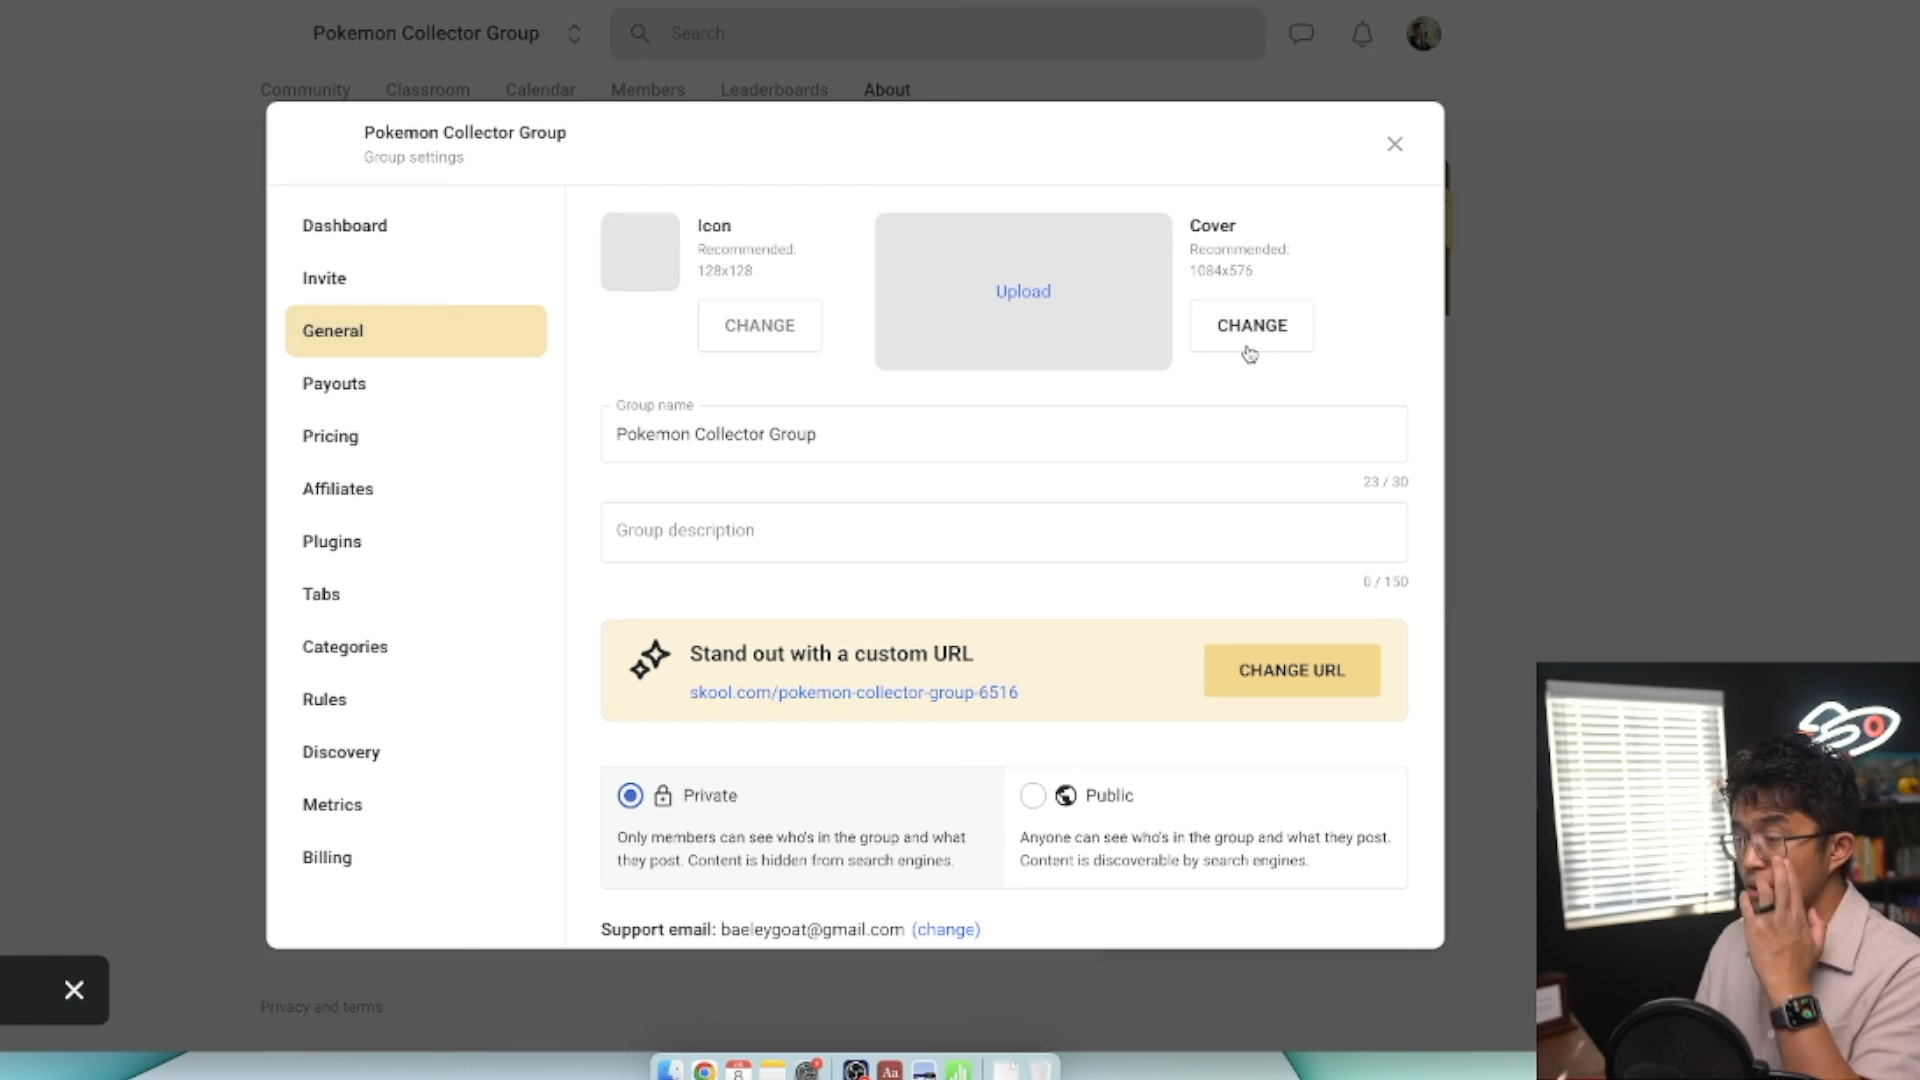 Pokemon Collector Group
Search
Community Classroom Calendar Members Leaderboards About
Pokemon Collector Group
Group settings
Dashboard
Invite
General
Payouts
Pricing
Affiliates
Plugins
Tabs
Categories
Rules
Discovery
Metrics
Billing
Icon
Recommended:
128x128
CHANGE
Upload
Cover
Recommended:
1084x576
CHANGE
Group name
Pokemon Collector Group
23 / 30
Group description
0 / 150
Stand out with a custom URL
skool.com/pokemon-collector-group-6516
CHANGE URL
Private
Only members can see who's in the group and what
they post. Content is hidden from search engines.
Public
Anyone can see who's in the group and what they post.
Content is discoverable by search engines.
Support email: baeleygoat@gmail.com (change)
Privacy and terms
8
Aa